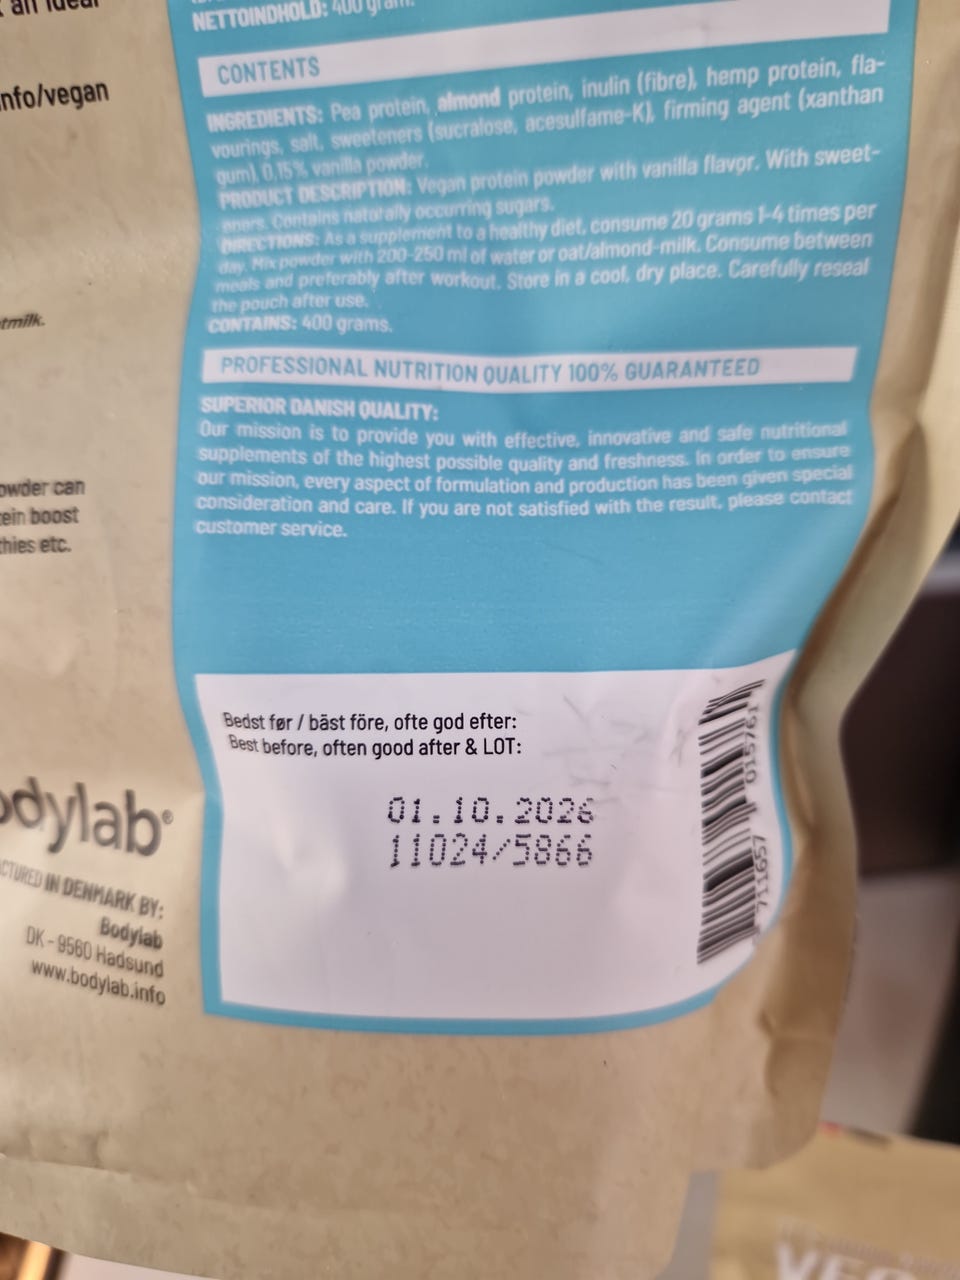 an ideal
NETTOINDHOLD: 400 gram.
CONTENTS
INGREDIENTS: Pea protein, almond protein, inulin (fibre), hemp protein, fla-
vourings, salt, sweeteners (sucralose, acesulfame-K), firming agent (xanthan
gum), 0,15% vanilla powder.
PRODUCT DESCRIPTION: Vegan protein powder with vanilla flavor. With sweet-
eners. Contains naturally occurring sugars.
DIRECTIONS: As a supplement to a healthy diet, consume 20 grams 1-4 times per
day. Mix powder with 200-250 ml of water or oat/almond-milk. Consume between
meals and preferably after workout. Store in a cool, dry place. Carefully reseal
the pouch after use.
CONTAINS: 400 grams.
PROFESSIONAL NUTRITION QUALITY 100% GUARANTEED
SUPERIOR DANISH QUALITY:
Our mission is to provide you with effective, innovative and safe nutritional
supplements of the highest possible quality and freshness. In order to ensure
our mission, every aspect of formulation and production has been given special
consideration and care. If you are not satisfied with the result, please contact
customer service.
Bedst før / bäst före, ofte god efter:
Best before, often good after & LOT:
01.10.2026
11024/5866
5 711657 015761
nfo/vegan
tmilk.
owder can
ein boost
thies etc.
odylab®
CTURED IN DENMARK BY:
Bodylab
DK - 9560 Hadsund
www.bodylab.info